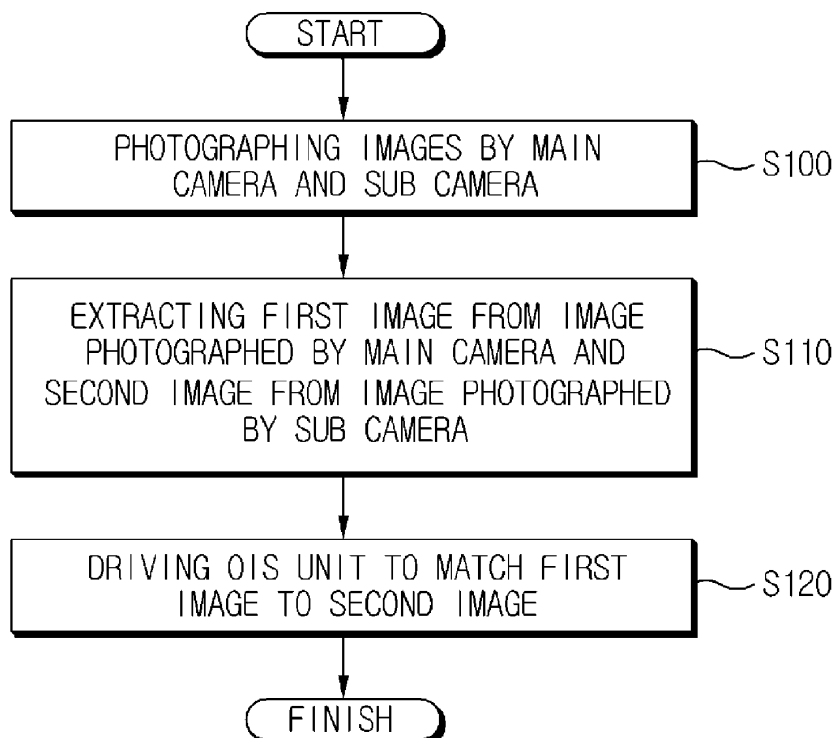 START
PHOTOGRAPHING IMAGES BY MAIN
CAMERA AND SUB CAMERA
S100
EXTRACTING FIRST IMAGE FROM IMAGE
PHOTOGRAPHED BY MAIN CAMERA AND
SECOND IMAGE FROM IMAGE PHOTOGRAPHED
BY SUB CAMERA
S110
DRIVING OIS UNIT TO MATCH FIRST
IMAGE TO SECOND IMAGE
S120
FINISH